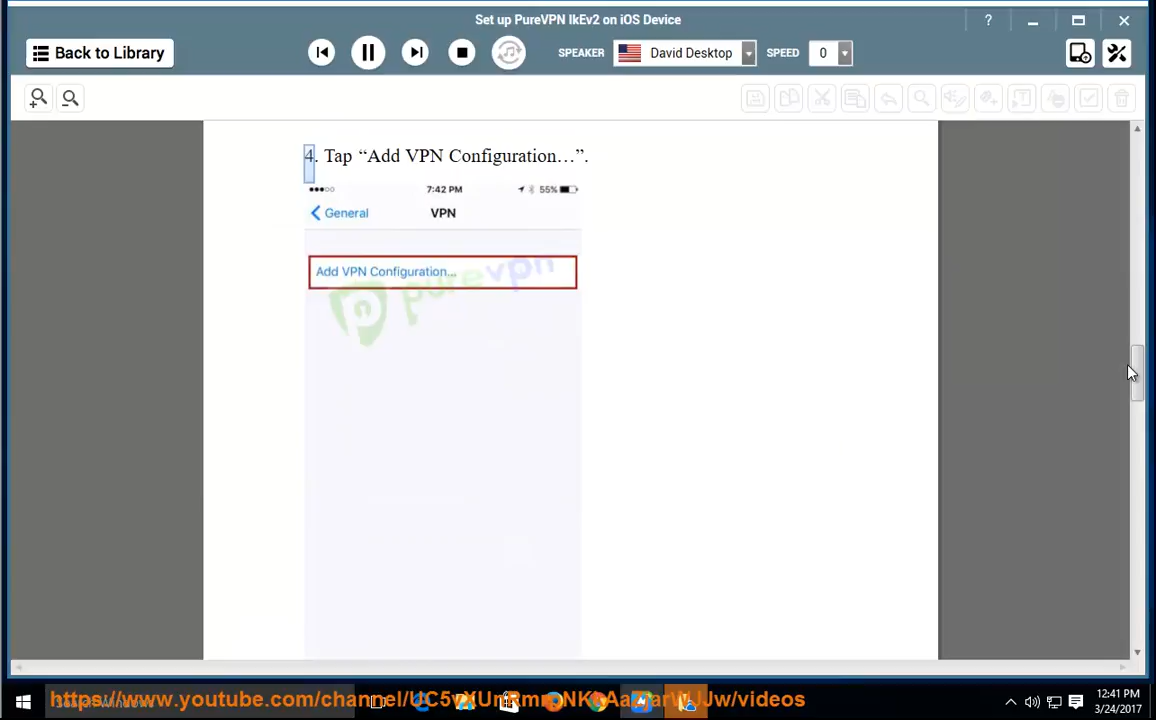 Set up PureVPN IkEv2 on iOS Device
?
Back to Library
SPEAKER
David Desktop
SPEED
0
4. Tap “Add VPN Configuration…”.
7:42 PM
55%
General
VPN
Add VPN Configuration...
purevpn
12:41 PM
3/24/2017